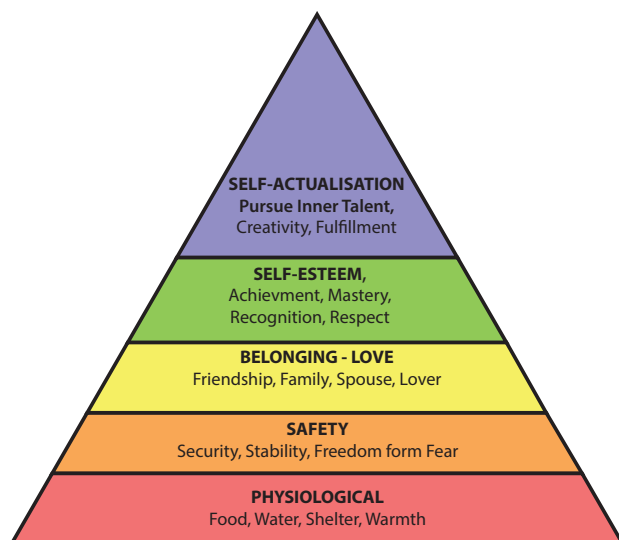 SELF-ACTUALISATION
Pursue Inner Talent,
Creativity, Fulfillment
SELF-ESTEEM,
Achievment, Mastery,
Recognition, Respect
BELONGING - LOVE
Friendship, Family, Spouse, Lover
SAFETY
Security, Stability, Freedom form Fear
PHYSIOLOGICAL
Food, Water, Shelter, Warmth